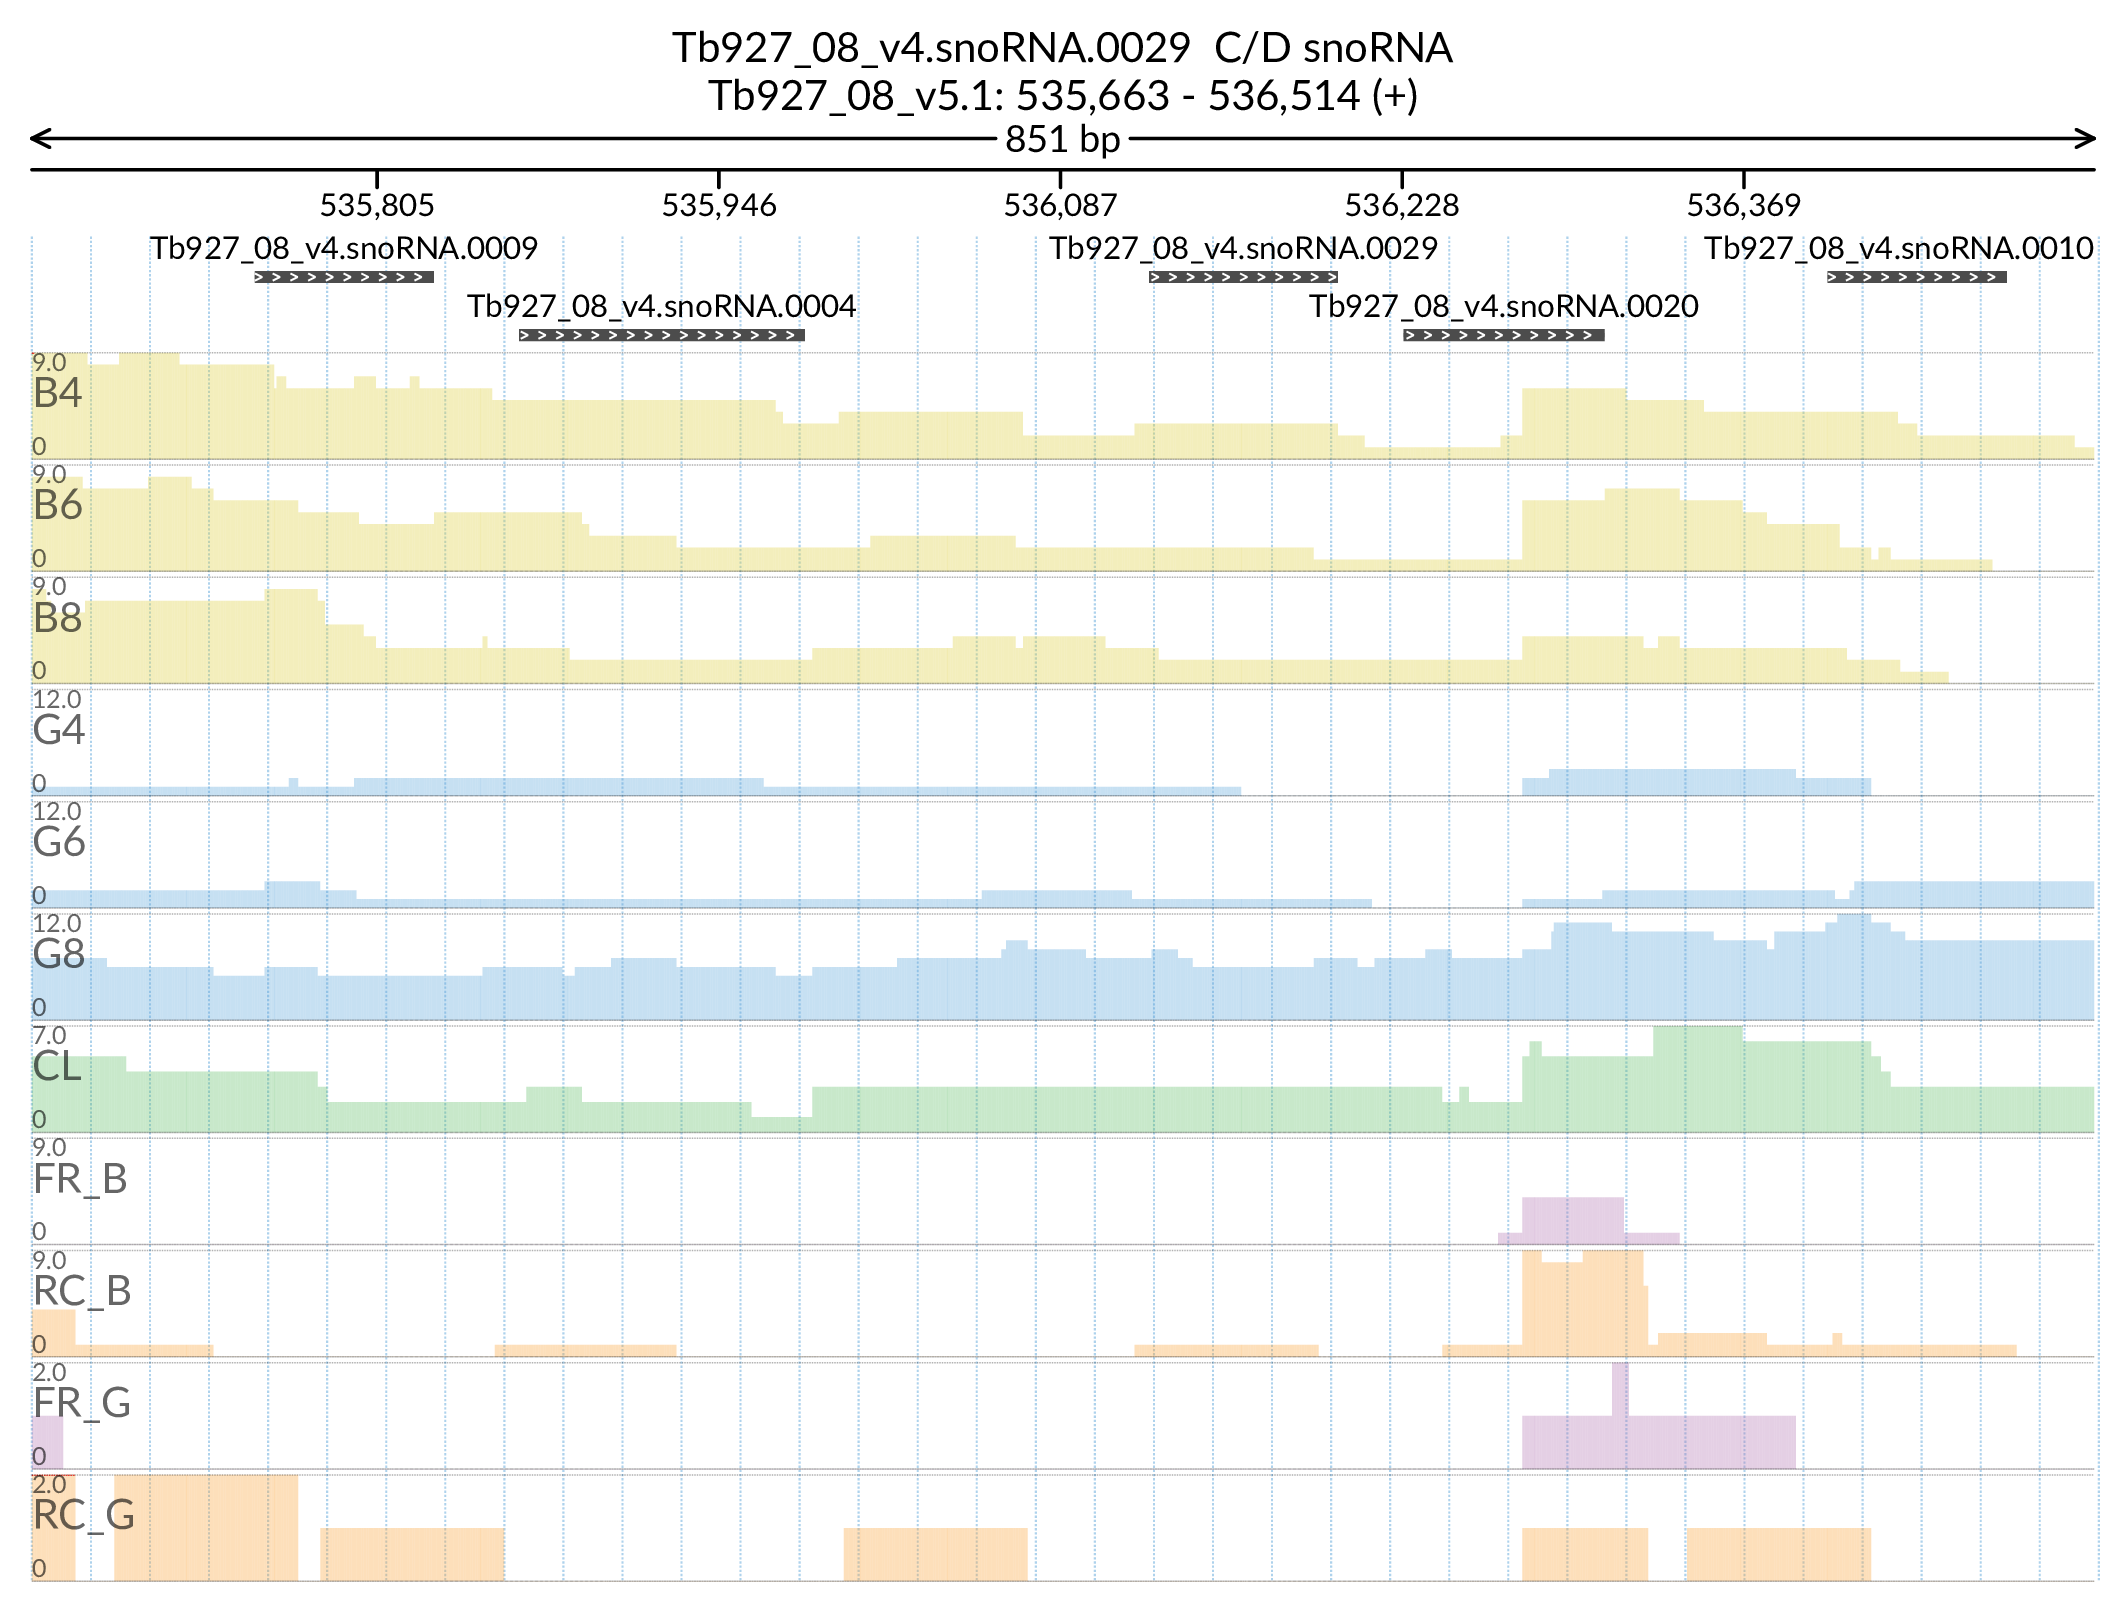 Tb927_08_v4.snoRNA.0029 C/D snoRNA
Tb927_08_v5.1: 535,663 - 536,514 (+)
851 bp
535,805 535,946 536,087 536,228 536,369
Tb927_08_v4.snoRNA.0009 Tb927_08_v4.snoRNA.0029 Tb927_08_v4.snoRNA.0010
Tb927_08_v4.snoRNA.0004 Tb927_08_v4.snoRNA.0020
9.0
B4
0
9.0
B6
0
9.0
B8
0
12.0
G4
0
12.0
G6
0
12.0
G8
0
7.0
CL
0
9.0
FR_B
0
9.0
RC_B
0
2.0
FR_G
0
2.0
RC_G
0